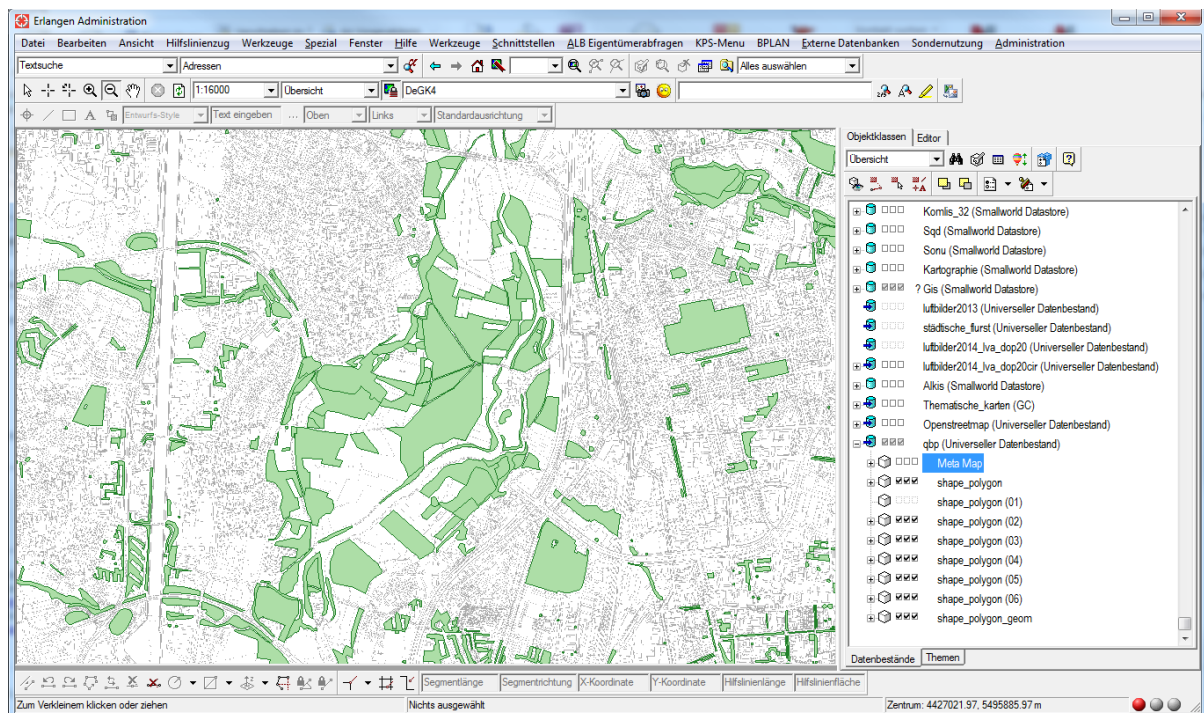 Erlangen Administration
Datei Bearbeiten Ansicht Hilfslinienzug Werkzeuge Spezial Fenster Hilfe Werkzeuge Schnittstellen ALB Eigentümerabfragen KPS-Menu BPLAN Externe Datenbanken Sondernutzung Administration
Textsuche Adressen Alles auswählen
1:16000 Übersicht DeGK4
Entwurfs-Style Text eingeben ... Oben Links Standardausrichtung
Objektklassen Editor
Übersicht
Komlis_32 (Smallworld Datastore)
Sqd (Smallworld Datastore)
Sonu (Smallworld Datastore)
Kartographie (Smallworld Datastore)
? Gis (Smallworld Datastore)
luftbilder2013 (Universeller Datenbestand)
städtische_flurst (Universeller Datenbestand)
luftbilder2014_lva_dop20 (Universeller Datenbestand)
luftbilder2014_lva_dop20cir (Universeller Datenbestand)
Alkis (Smallworld Datastore)
Thematische_karten (GC)
Openstreetmap (Universeller Datenbestand)
qbp (Universeller Datenbestand)
Meta Map
shape_polygon
shape_polygon (01)
shape_polygon (02)
shape_polygon (03)
shape_polygon (04)
shape_polygon (05)
shape_polygon (06)
shape_polygon_geom
Datenbestände Themen
Segmentlänge Segmentrichtung X-Koordinate Y-Koordinate Hilfslinienlänge Hilfslinienfläche
Zum Verkleinern klicken oder ziehen Nichts ausgewählt Zentrum: 4427021.97, 5495885.97 m